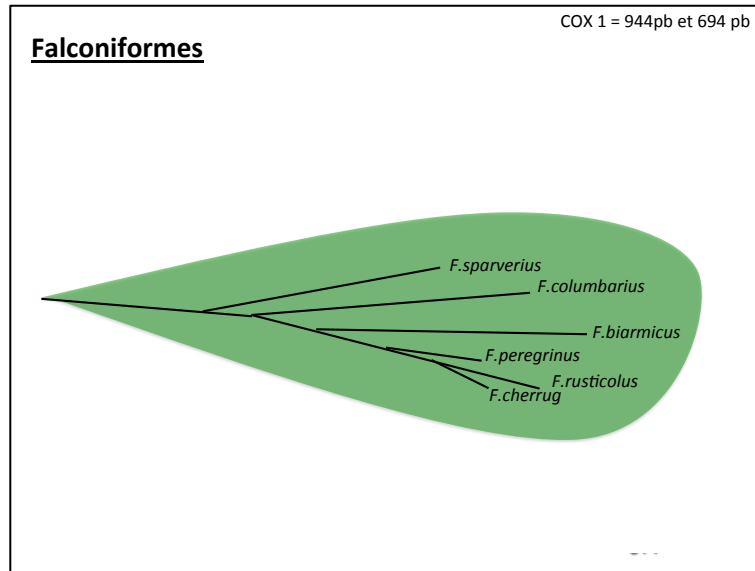 COX 1 = 944pb et 694 pb
Falconiformes
F.sparverius
F.columbarius
F.biarmicus
F.peregrinus
F.rusticolus
F.cherrug